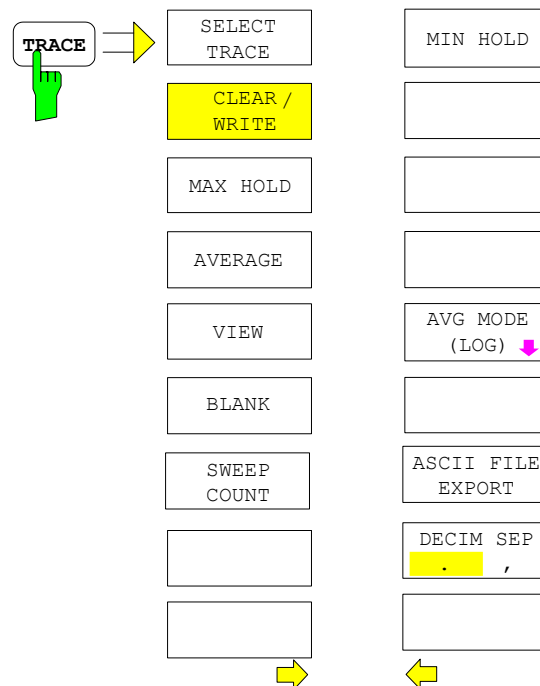 TRACE
SELECT
TRACE
CLEAR /
WRITE
MAX HOLD
AVERAGE
VIEW
BLANK
SWEEP
COUNT
MIN HOLD
AVG MODE
(LOG)
ASCII FILE
EXPORT
DECIM SEP
. ,